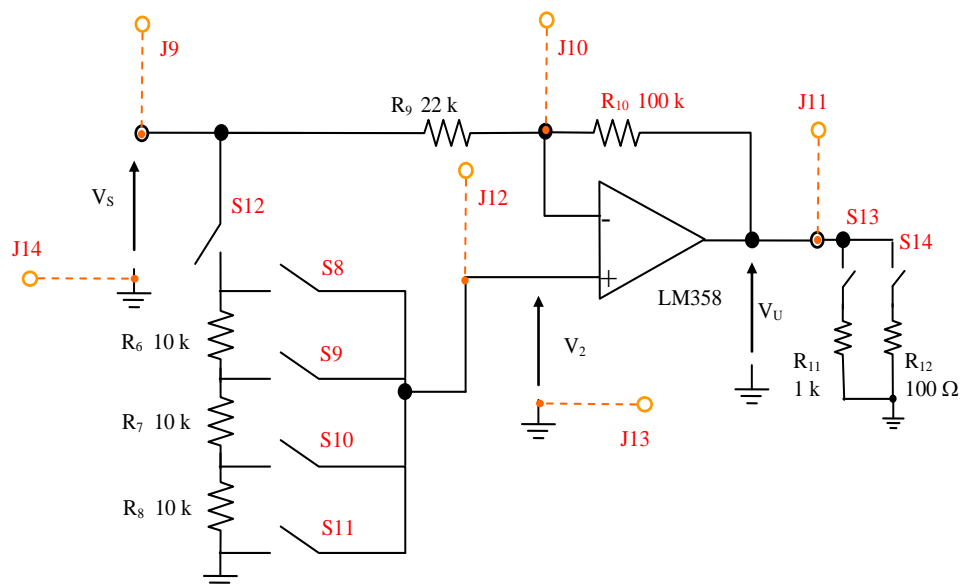 J9
J10
R9 22 k
R10 100 k
J11
J12
VS
S12
S13
J14
S14
-
S8
+
LM358
VU
R6 10 k
S9
V2
R11
1 k
R12
100 Ω
R7 10 k
S10
J13
R8 10 k
S11